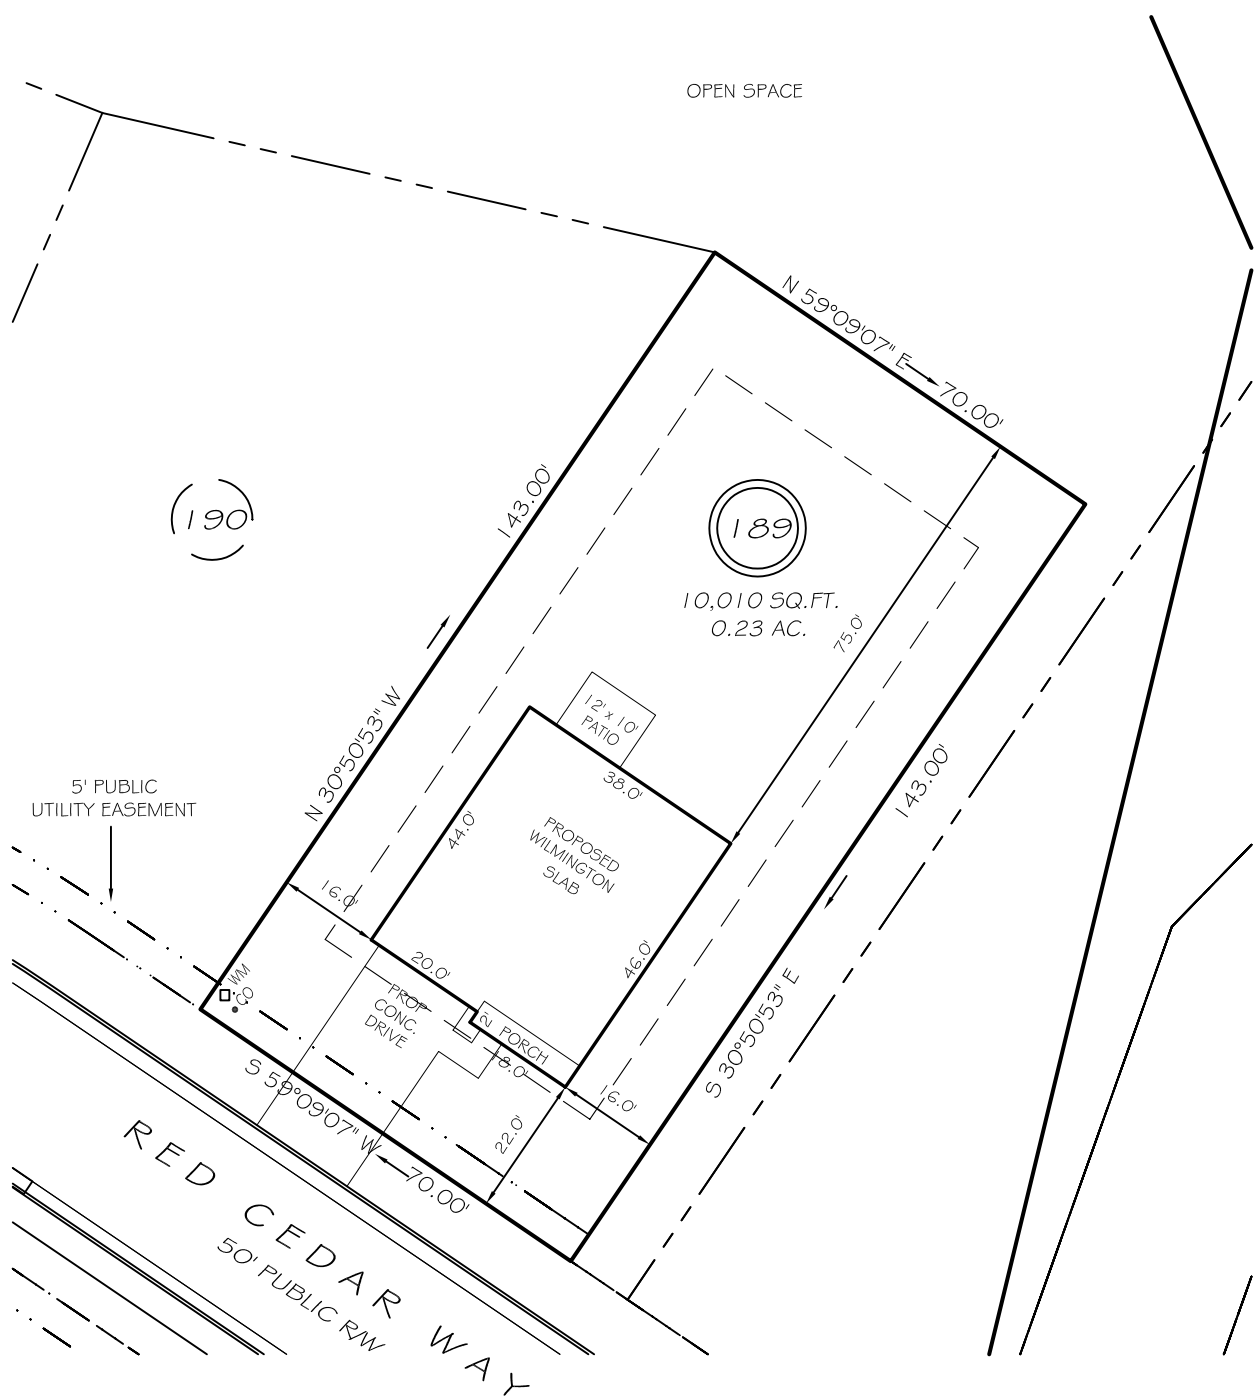 OPEN SPACE
N 59°09'07" E 70.00'
190
143.00'
189
10,010 SQ.FT.
0.23 AC.
75.0'
12' x 10'
PATIO
N 30°50'53" W
38.0'
143.00'
5' PUBLIC
UTILITY EASEMENT
44.0'
PROPOSED
WILMINGTON
SLAB
16.0'
46.0'
20.0'
WM
CO
PROP
CONC.
DRIVE
2'
PORCH
18.0'
S 30°50'53" E
16.0'
22.0'
S 59°09'07" W 70.00'
RED CEDAR WAY
50' PUBLIC R/W